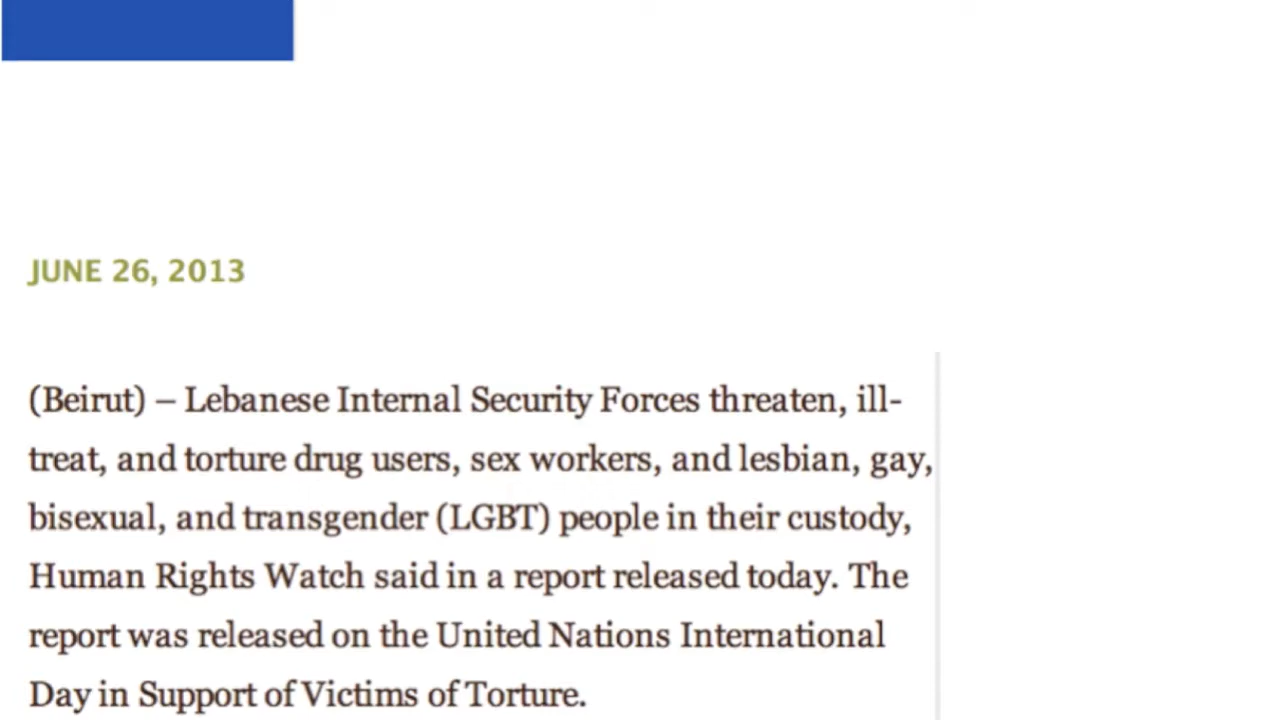 JUNE 26, 2013
(Beirut) – Lebanese Internal Security Forces threaten, ill-
treat, and torture drug users, sex workers, and lesbian, gay,
bisexual, and transgender (LGBT) people in their custody,
Human Rights Watch said in a report released today. The
report was released on the United Nations International
Day in Support of Victims of Torture.